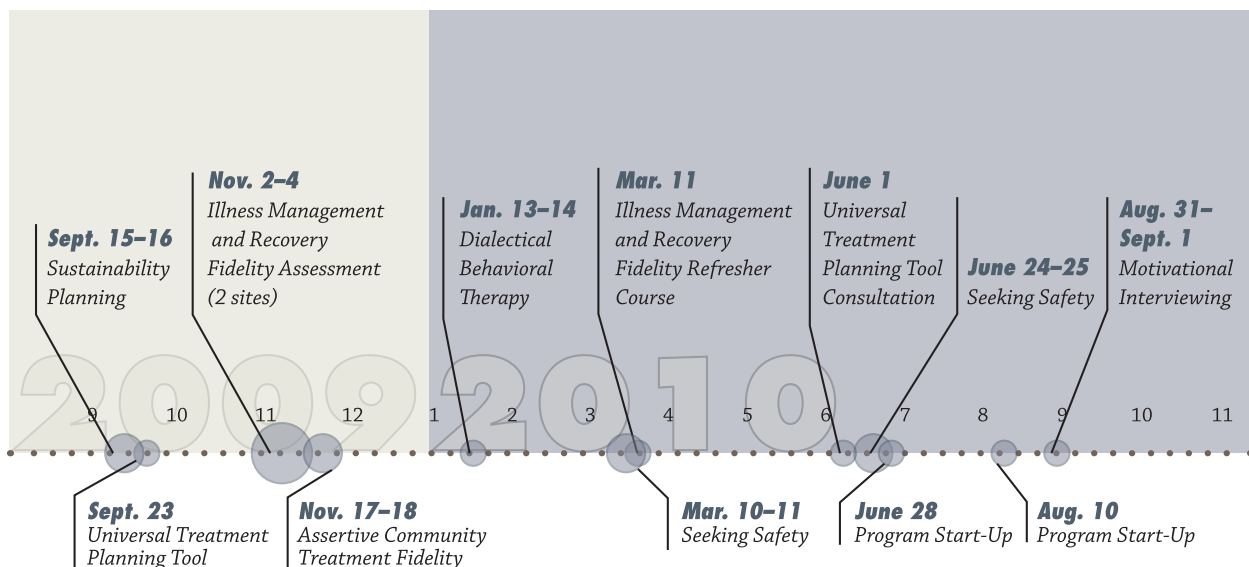 Sept. 15–16
Sustainability
Planning
Nov. 2–4
Illness Management
and Recovery
Fidelity Assessment
(2 sites)
Jan. 13–14
Dialectical
Behavioral
Therapy
Mar. 11
Illness Management
and Recovery
Fidelity Refresher
Course
June 1
Universal
Treatment
Planning Tool
Consultation
June 24–25
Seeking Safety
Aug. 31–
Sept. 1
Motivational
Interviewing
2009 2010
9 10 11 12 1 2 3 4 5 6 7 8 9 10 11
Sept. 23
Universal Treatment
Planning Tool
Nov. 17–18
Assertive Community
Treatment Fidelity
Mar. 10–11
Seeking Safety
June 28
Program Start-Up
Aug. 10
Program Start-Up